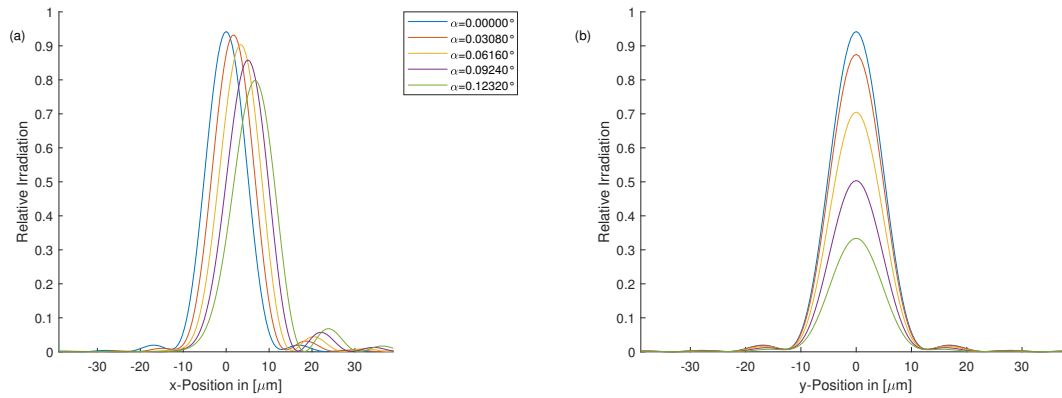 (a)
1
0.9
0.8
0.7
0.6
0.5
0.4
0.3
0.2
0.1
0
Relative Irradiation
-30 -20 -10 0 10 20 30
x-Position in [μm]
α=0.00000°
α=0.03080°
α=0.06160°
α=0.09240°
α=0.12320°
(b)
1
0.9
0.8
0.7
0.6
0.5
0.4
0.3
0.2
0.1
0
Relative Irradiation
-30 -20 -10 0 10 20 30
y-Position in [μm]